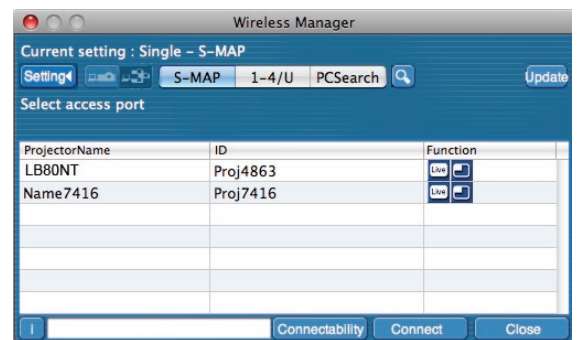 Wireless Manager
Current setting : Single – S-MAP
Setting S-MAP 1-4/U PCSearch Update
Select access port
ProjectorName ID Function
LB80NT Proj4863 Live
Name7416 Proj7416 Live
i Connectability Connect Close